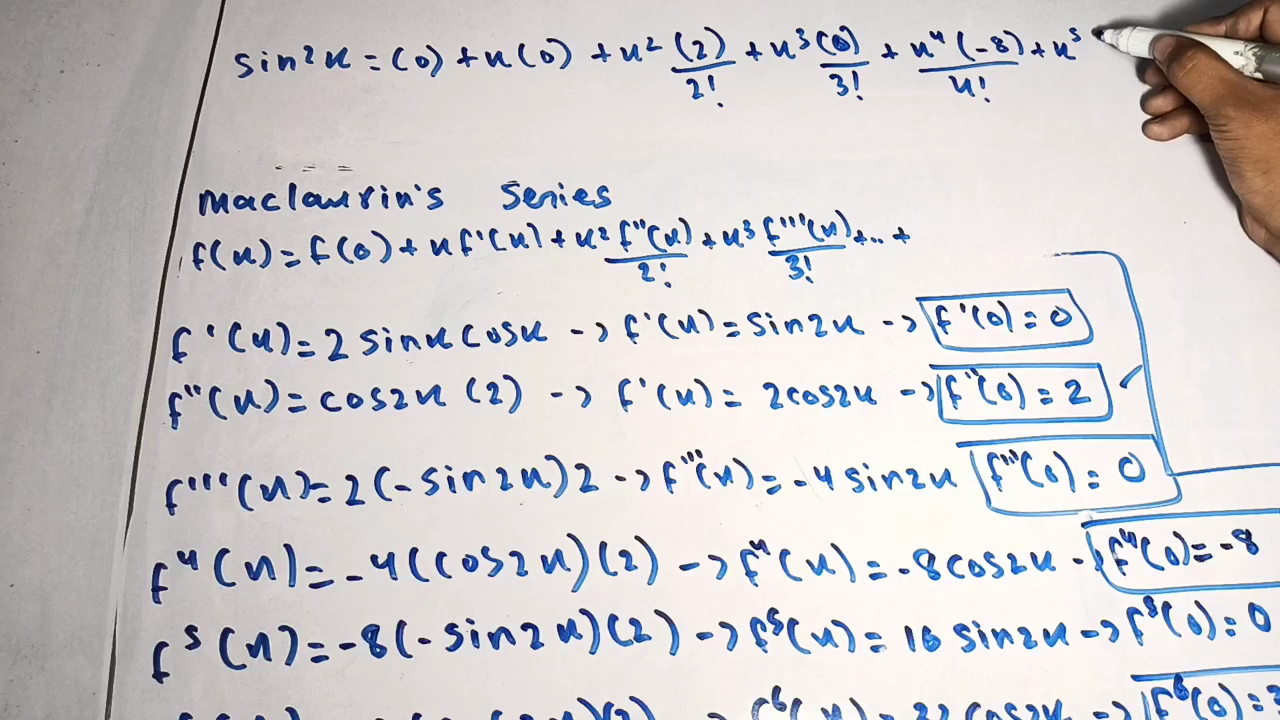 sin²x = (0) + x(0) + x² (2)/2! + x³ (0)/3! + x⁴ (-8)/4! + x⁵
Maclaurin's Series
f(x) = f(0) + x f'(x) + x² f''(x)/2! + x³ f'''(x)/3! + .. +
f'(x) = 2 sinx cosx -> f'(x) = sin2x -> f'(0) = 0
f''(x) = cos2x (2) -> f'(x) = 2cos2x -> f''(0) = 2
f'''(x) = 2(-sin2x)2 -> f'''(x) = -4 sin2x f'''(0) = 0
f⁴(x) = -4(cos2x)(2) -> f⁴(x) = -8cos2x - f⁴(0) = -8
f⁵(x) = -8(-sin2x)(2) -> f⁵(x) = 16 sin2x -> f⁵(0) = 0